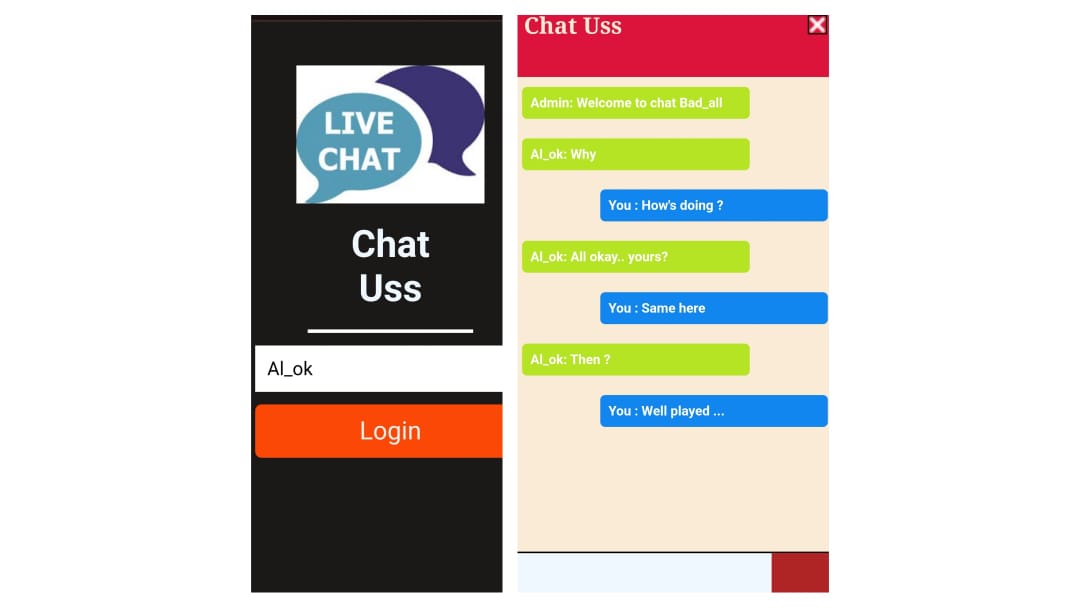 LIVE
CHAT
Chat
Uss
Al_ok
Login
Chat Uss
Admin: Welcome to chat Bad_all
Al_ok: Why
You : How's doing ?
Al_ok: All okay.. yours?
You : Same here
Al_ok: Then ?
You : Well played ...